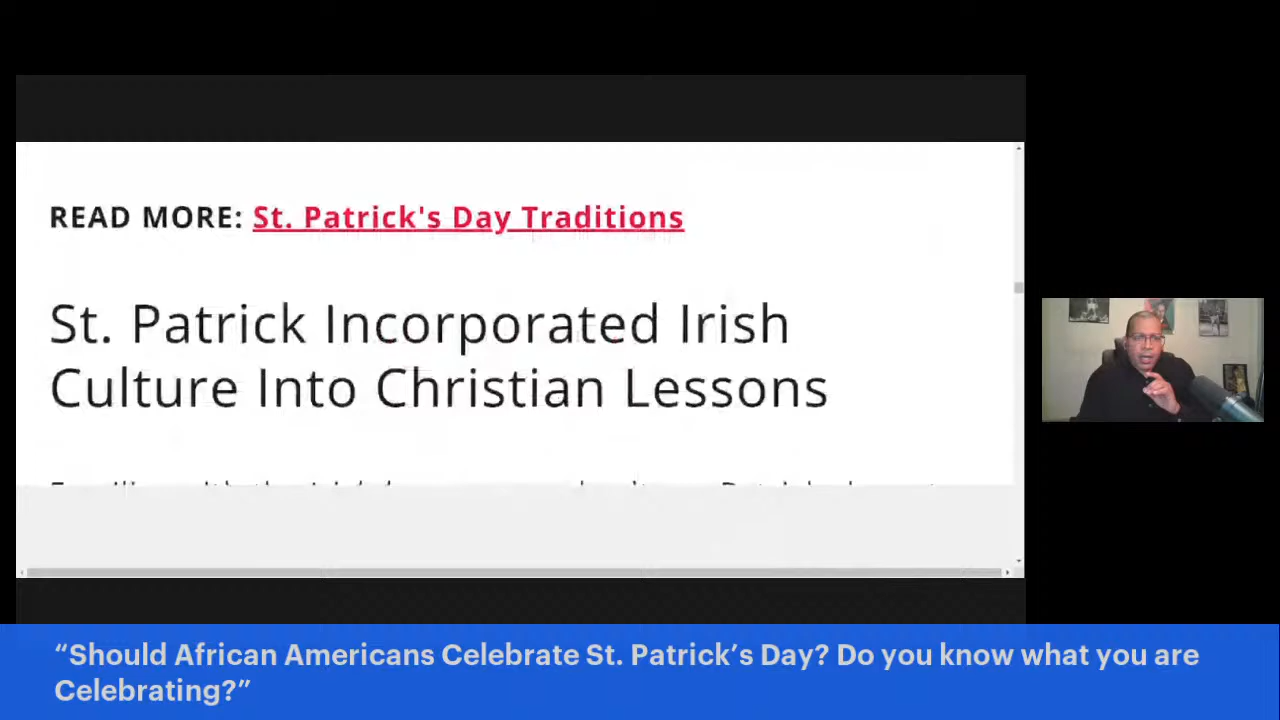 READ MORE: St. Patrick's Day Traditions
St. Patrick Incorporated Irish
Culture Into Christian Lessons
“Should African Americans Celebrate St. Patrick’s Day? Do you know what you are
Celebrating?”